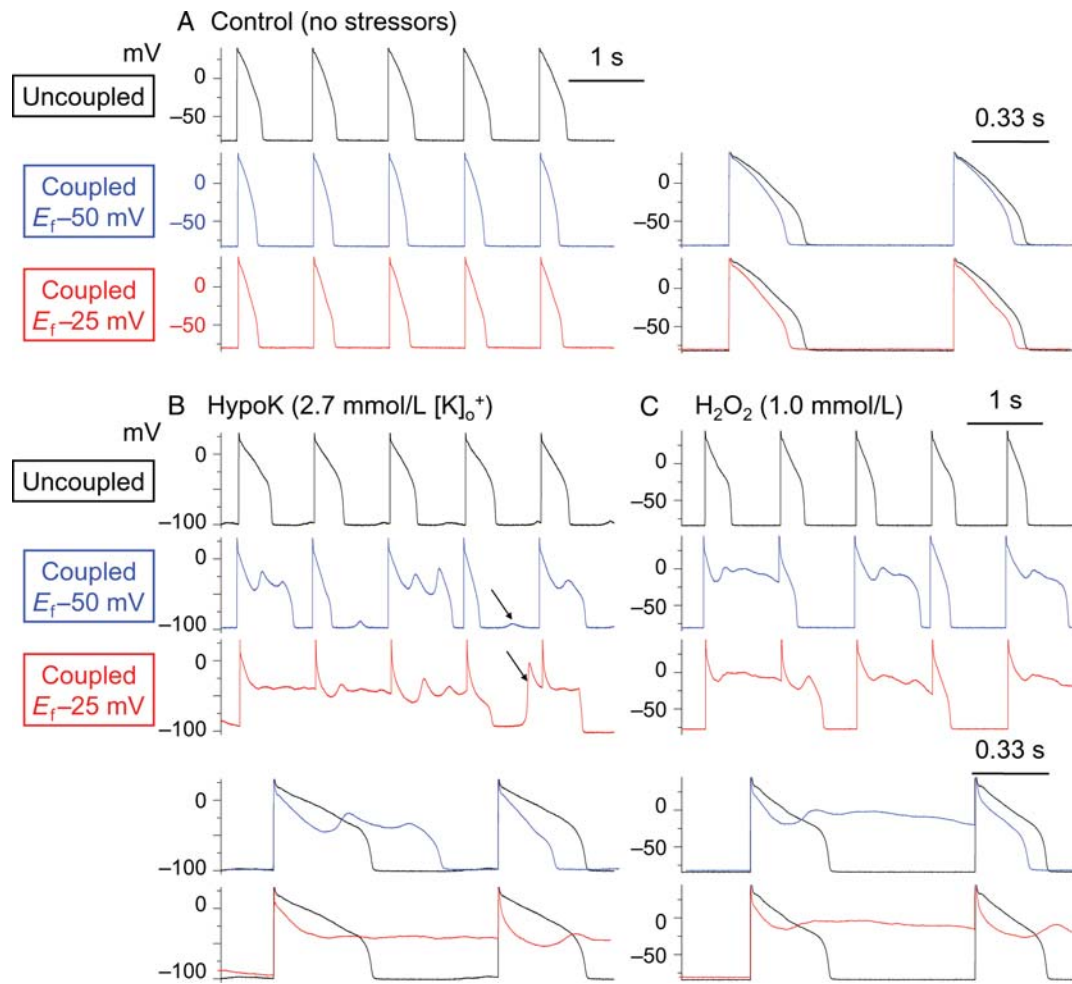 A Control (no stressors)
mV
0
−50
Uncoupled
1 s
0.33 s
Coupled
Ef−50 mV
0
−50
0
−50
Coupled
Ef−25 mV
0
−50
0
−50
B HypoK (2.7 mmol/L [K]o+)
C H2O2 (1.0 mmol/L)
mV
1 s
Uncoupled
0
−100
0
−50
Coupled
Ef−50 mV
0
−100
0
−50
Coupled
Ef−25 mV
0
−100
0
−50
0.33 s
0
−100
0
−50
0
−100
0
−50